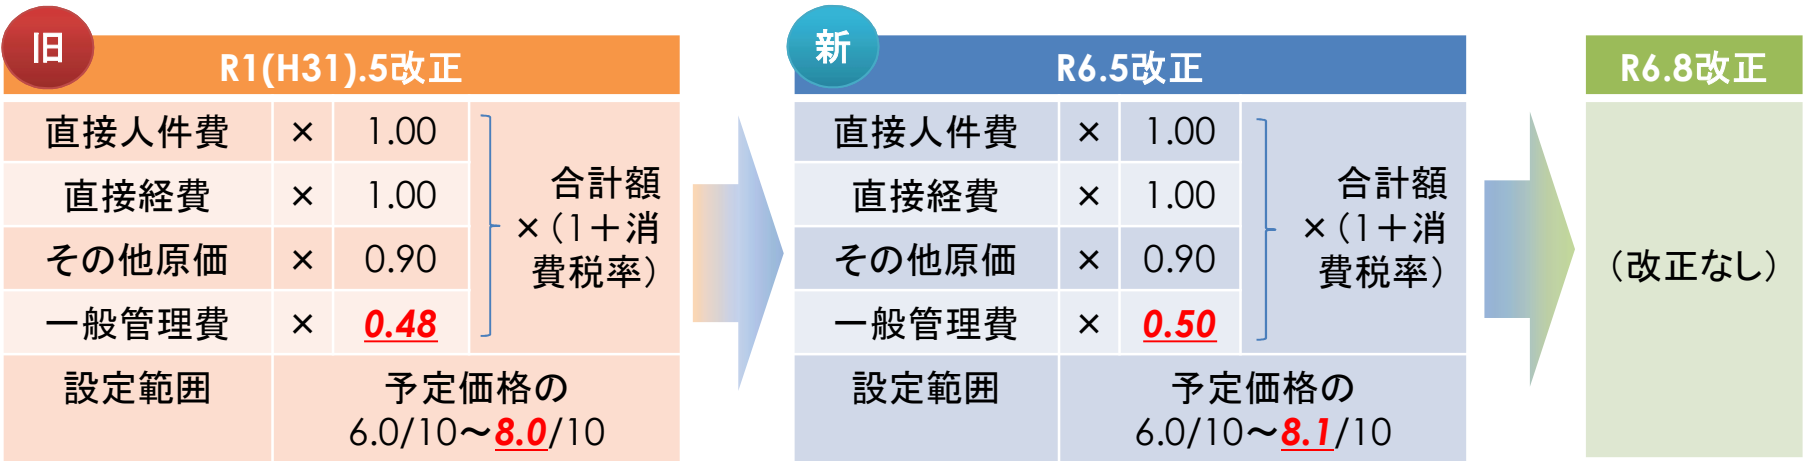 旧
R1(H31).5改正
直接人件費 × 1.00
直接経費 × 1.00
その他原価 × 0.90
一般管理費 × 0.48
合計額
×（1＋消
費税率）
設定範囲
予定価格の
6.0/10～8.0/10
新
R6.5改正
直接人件費 × 1.00
直接経費 × 1.00
その他原価 × 0.90
一般管理費 × 0.50
合計額
×（1＋消
費税率）
設定範囲
予定価格の
6.0/10～8.1/10
R6.8改正
（改正なし）